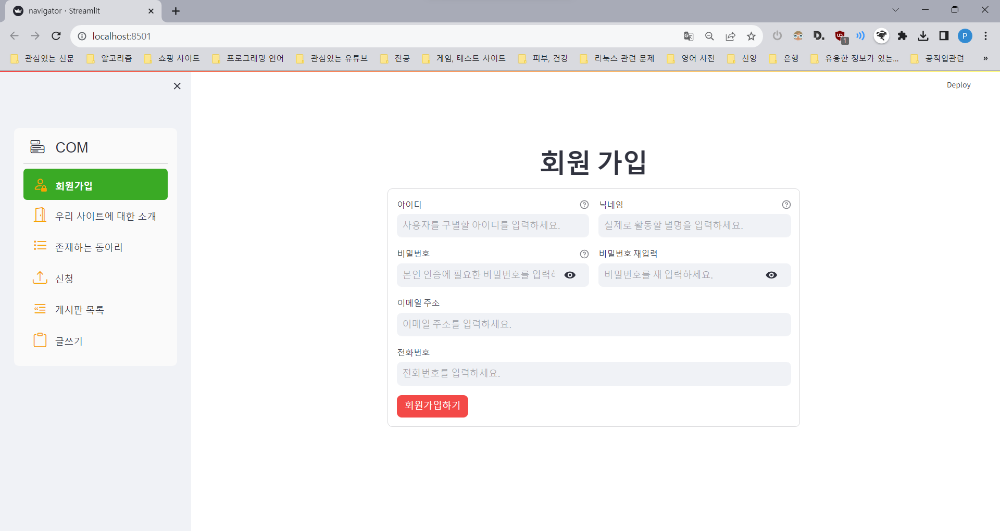 navigator · Streamlit
localhost:8501
관심있는 신문 알고리즘 쇼핑 사이트 프로그래밍 언어 관심있는 유튜브 전공 게임, 테스트 사이트 피부, 건강 리눅스 관련 문제 영어 사전 신앙 은행 유용한 정보가 있는... 공직업관련 »
Deploy
COM
회원가입
우리 사이트에 대한 소개
존재하는 동아리
신청
게시판 목록
글쓰기
회원 가입
아이디 닉네임
사용자를 구별할 아이디를 입력하세요. 실제로 활동할 별명을 입력하세요.
비밀번호 비밀번호 재입력
본인 인증에 필요한 비밀번호를 입력 비밀번호를 재 입력하세요.
이메일 주소
이메일 주소를 입력하세요.
전화번호
전화번호를 입력하세요.
회원가입하기